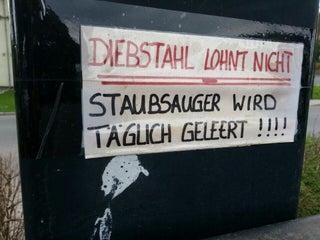 DIEBSTAHL LOHNT NICHT
STAUBSAUGER WIRD
TÄGLICH GELEERT !!!!